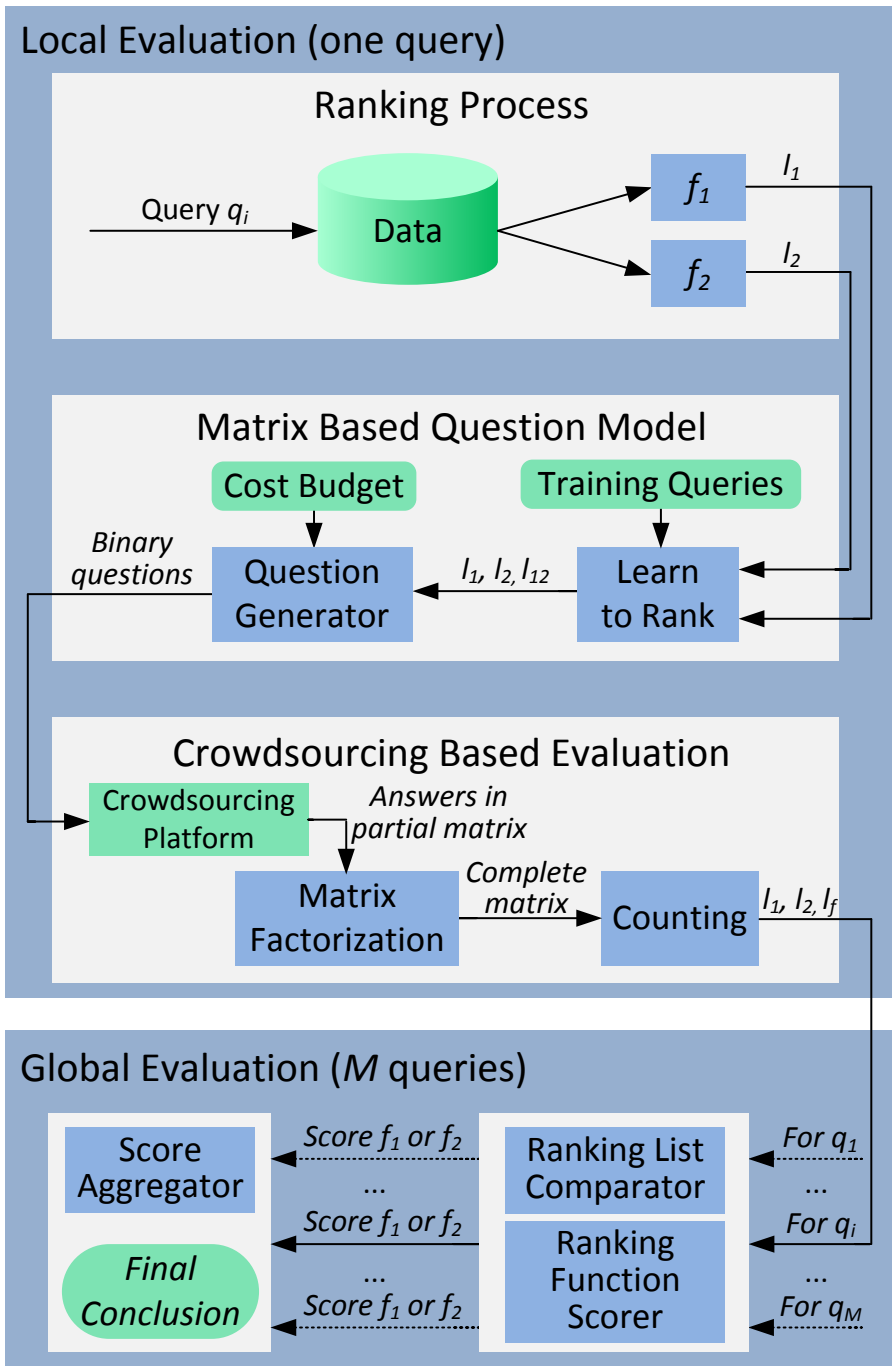 Local Evaluation (one query)
Ranking Process
Query qi
Data
f1
l1
f2
l2
Matrix Based Question Model
Cost Budget
Training Queries
Binary
questions
Question
Generator
l1, l2, l12
Learn
to Rank
Crowdsourcing Based Evaluation
Crowdsourcing
Platform
Answers in
partial matrix
Matrix
Factorization
Complete
matrix
Counting
l1, l2, lf
Global Evaluation (M queries)
Score
Aggregator
Score f1 or f2
Ranking List
Comparator
For q1
...
...
Score f1 or f2
For qi
Final
Conclusion
...
Ranking
Function
Scorer
...
Score f1 or f2
For qM